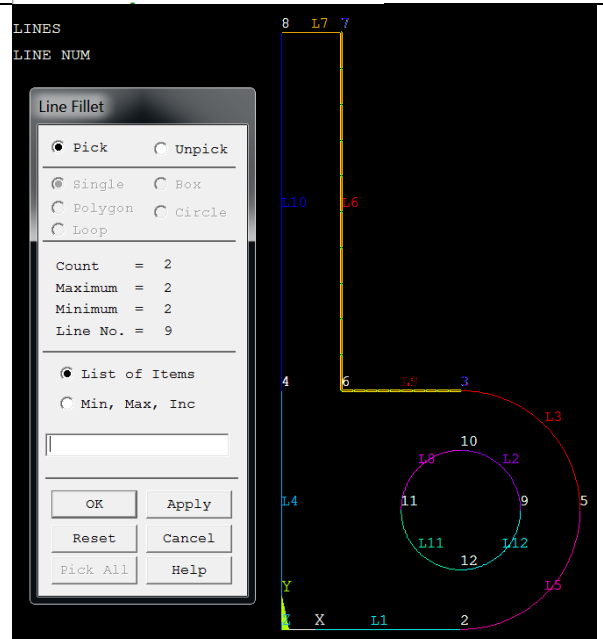 LINES
LINE NUM
Line Fillet
Pick Unpick
Single Box
Polygon Circle
Loop
Count = 2
Maximum = 2
Minimum = 2
Line No. = 9
List of Items
Min, Max, Inc
OK Apply
Reset Cancel
Pick All Help
8 L7 7
L10 L6
4 6 L9 3
L3
10
L8 L2
L4 11 9 5
L11 L12
12
Y L5
Z X L1 2